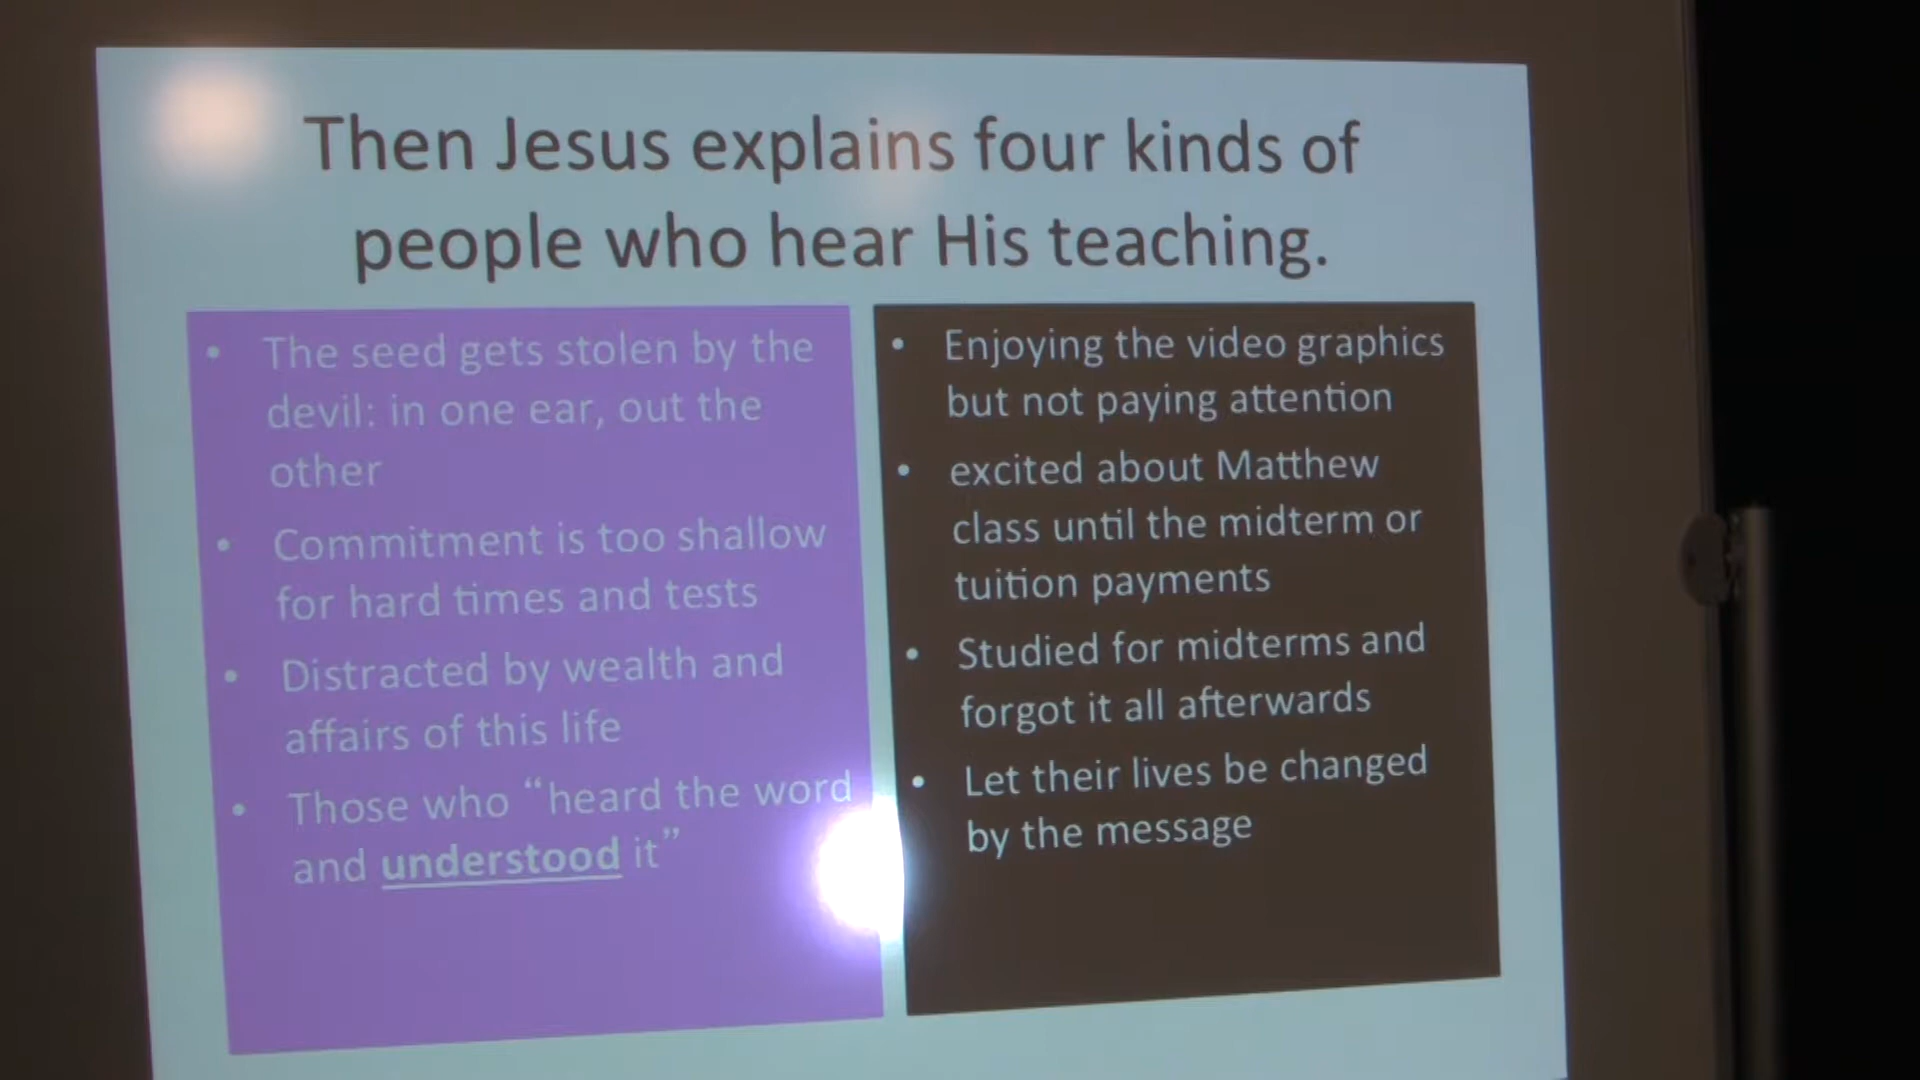 Then Jesus explains four kinds of
people who hear His teaching.
• The seed gets stolen by the
devil: in one ear, out the
other
• Commitment is too shallow
for hard times and tests
• Distracted by wealth and
affairs of this life
• Those who “heard the word
and understood it”
• Enjoying the video graphics
but not paying attention
• excited about Matthew
class until the midterm or
tuition payments
• Studied for midterms and
forgot it all afterwards
• Let their lives be changed
by the message